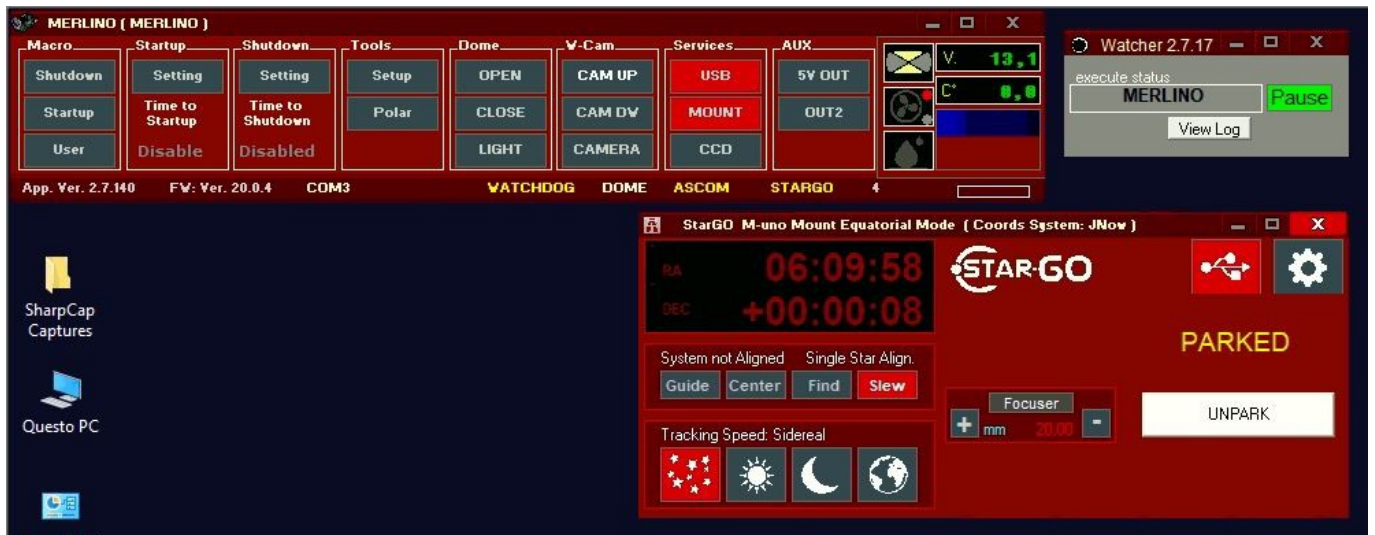 MERLINO ( MERLINO )
Macro Startup Shutdown Tools Dome V-Cam Services AUX
Shutdown Setting Setting Setup OPEN CAM UP USB 5V OUT
V. 13,1
Startup Time to Startup Time to Shutdown Polar CLOSE CAM DW MOUNT OUT2
C° 0,0
User Disable Disabled LIGHT CAMERA CCD
App. Ver. 2.7.140 FW: Ver. 20.0.4 COM3 WATCHDOG DOME ASCOM STARGO 4
Watcher 2.7.17
execute status
MERLINO Pause
View Log
StarGO M-uno Mount Equatorial Mode ( Coords System: JNow )
RA 06:09:58
DEC +00:00:08
STAR·GO
PARKED
System not Aligned Single Star Align.
Guide Center Find Slew
Focuser
+ mm 20.00 -
UNPARK
Tracking Speed: Sidereal
SharpCap
Captures
Questo PC